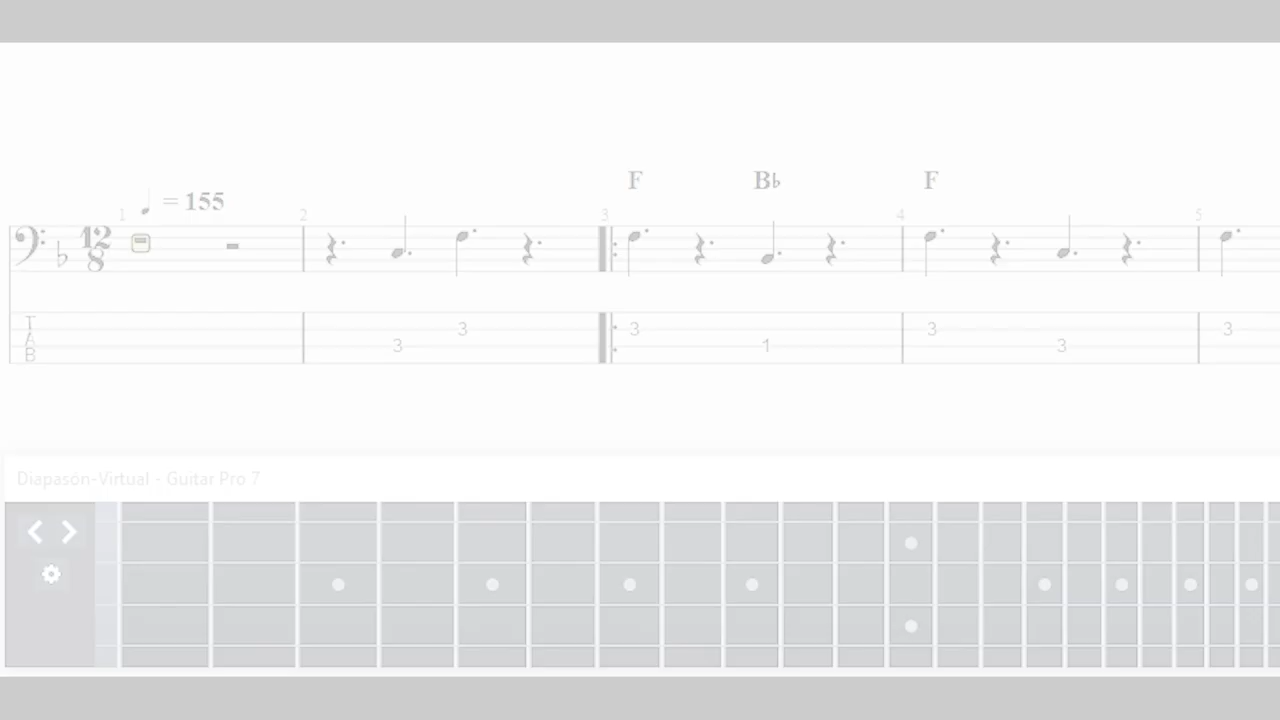 F B♭ F
♩ = 155
1 2 3 4 5
12
8
T
A
B
3 3 3 1 3 3 3
Diapasón-Virtual - Guitar Pro 7